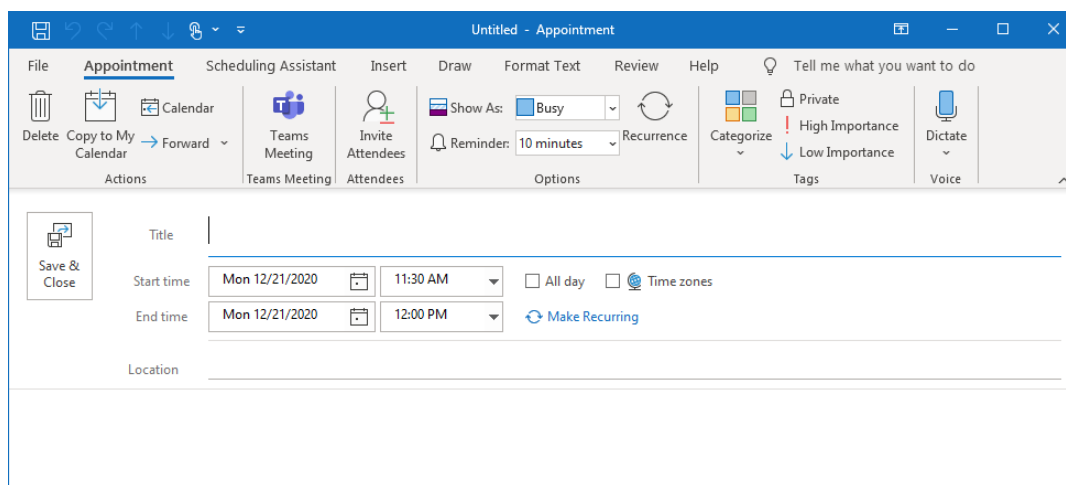 Untitled - Appointment
File Appointment Scheduling Assistant Insert Draw Format Text Review Help Tell me what you want to do
Delete
Copy to My
Calendar
Calendar
Forward
Actions
Teams
Meeting
Teams Meeting
Invite
Attendees
Attendees
Show As: Busy
Reminder: 10 minutes
Recurrence
Options
Categorize
Private
High Importance
Low Importance
Tags
Dictate
Voice
Save &
Close
Title
Start time Mon 12/21/2020 11:30 AM All day Time zones
End time Mon 12/21/2020 12:00 PM Make Recurring
Location